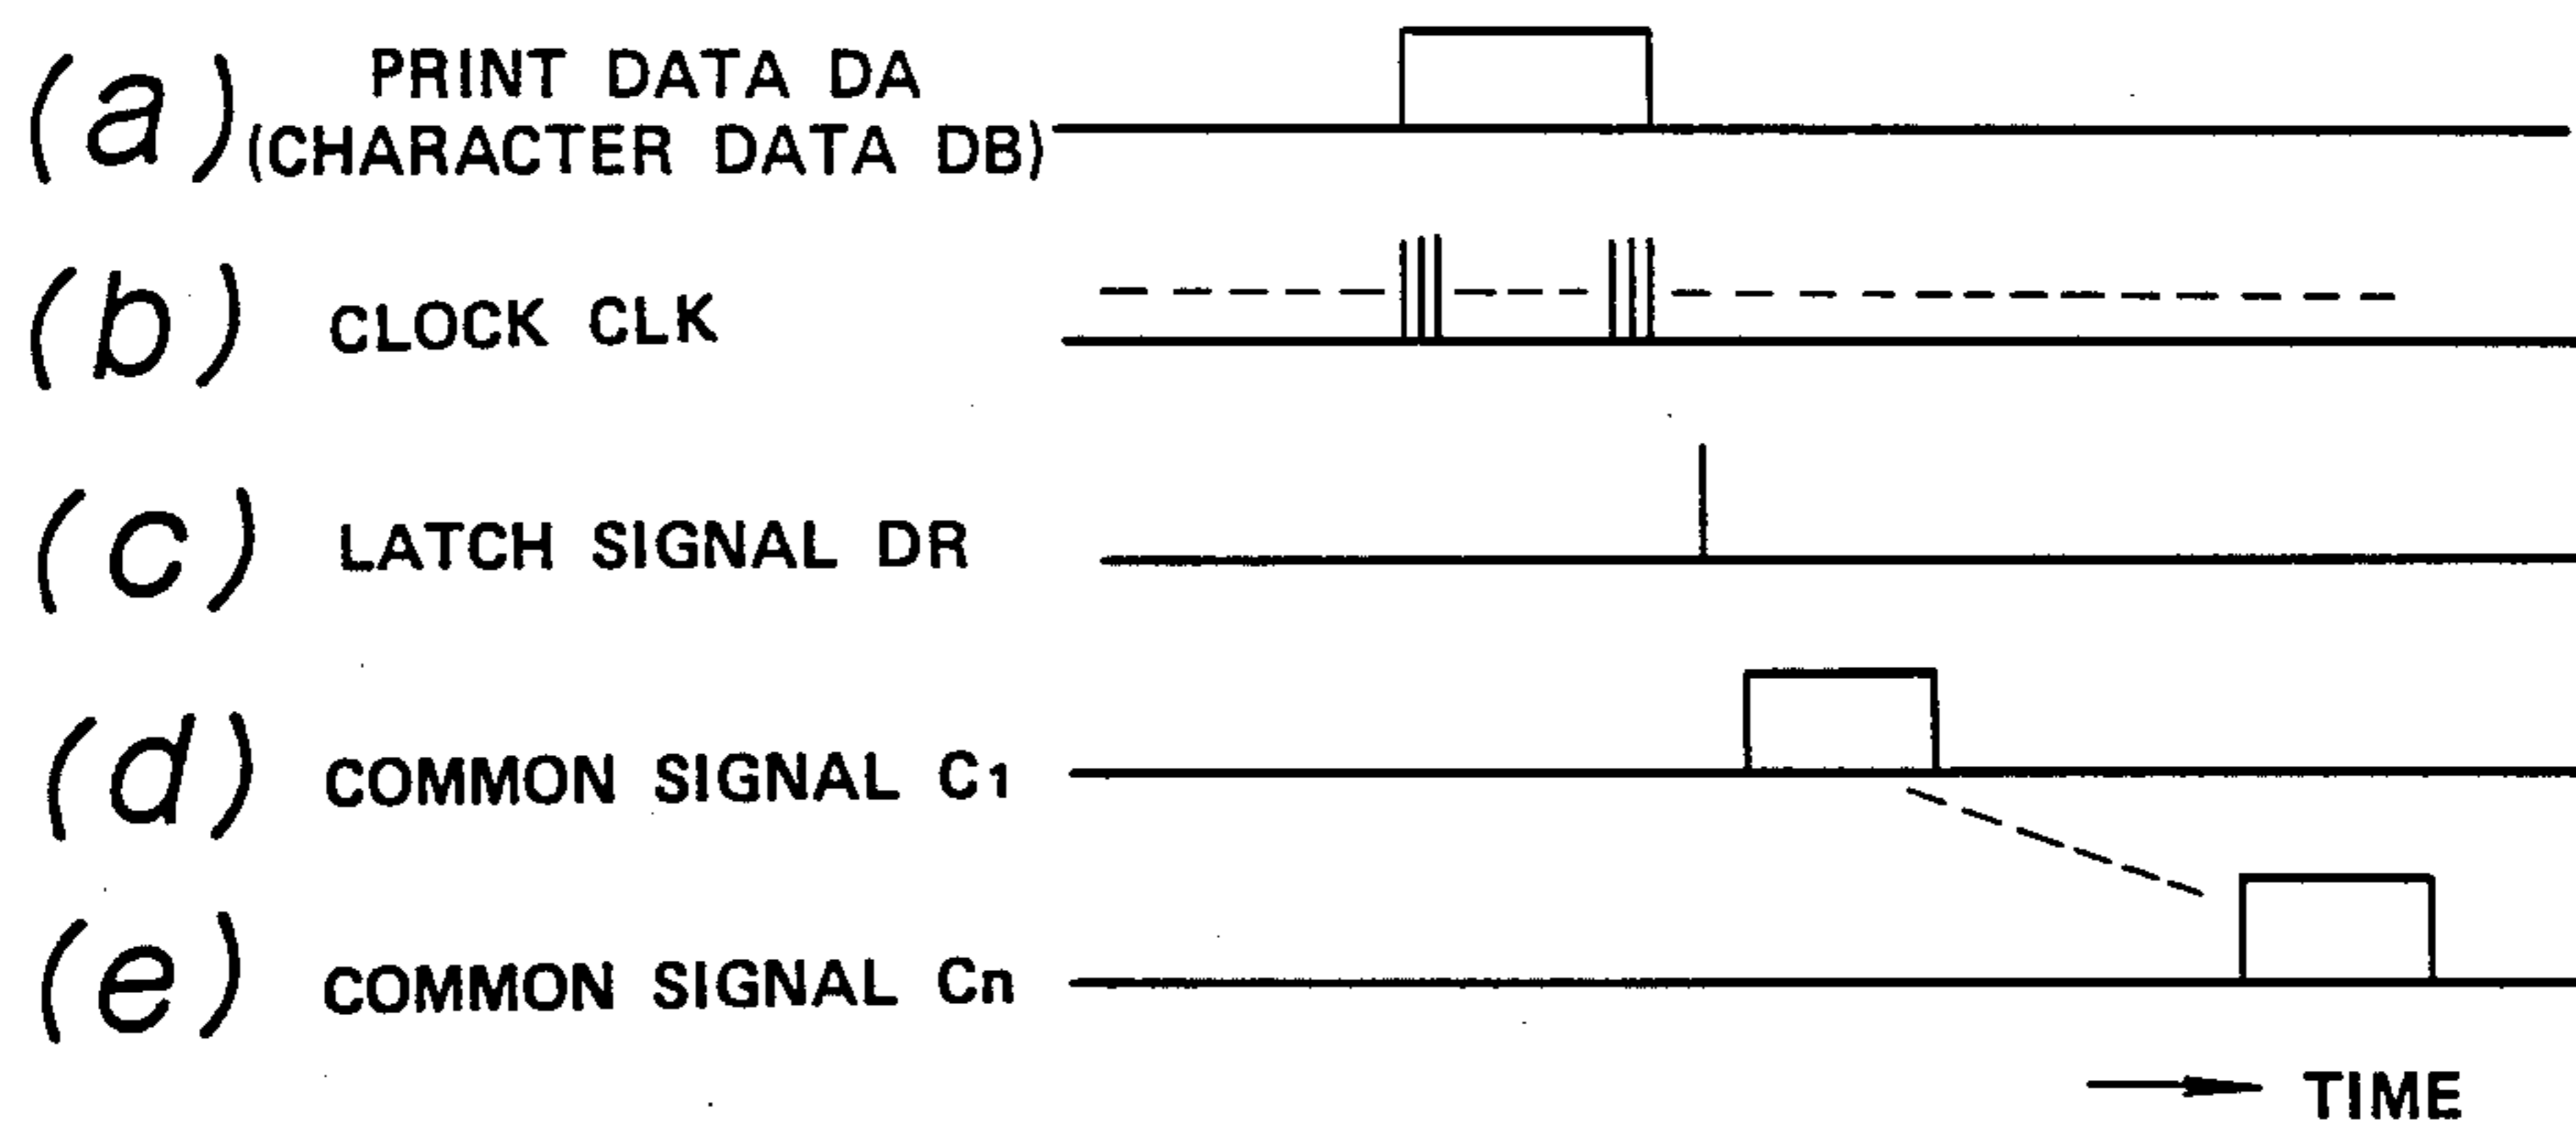 (a) PRINT DATA DA
(CHARACTER DATA DB)
(b) CLOCK CLK
(c) LATCH SIGNAL DR
(d) COMMON SIGNAL C1
(e) COMMON SIGNAL Cn
TIME